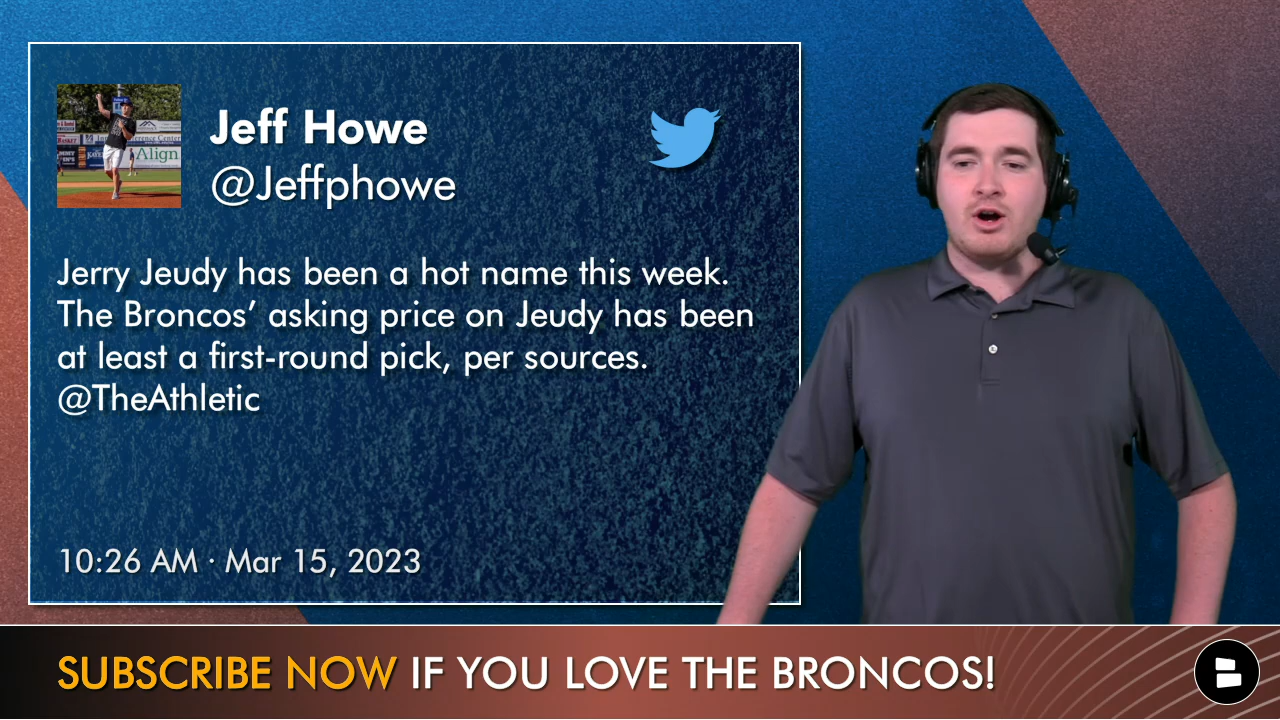 Jeff Howe
@Jeffphowe
Jerry Jeudy has been a hot name this week.
The Broncos’ asking price on Jeudy has been
at least a first-round pick, per sources.
@TheAthletic
10:26 AM · Mar 15, 2023
SUBSCRIBE NOW IF YOU LOVE THE BRONCOS!
Align